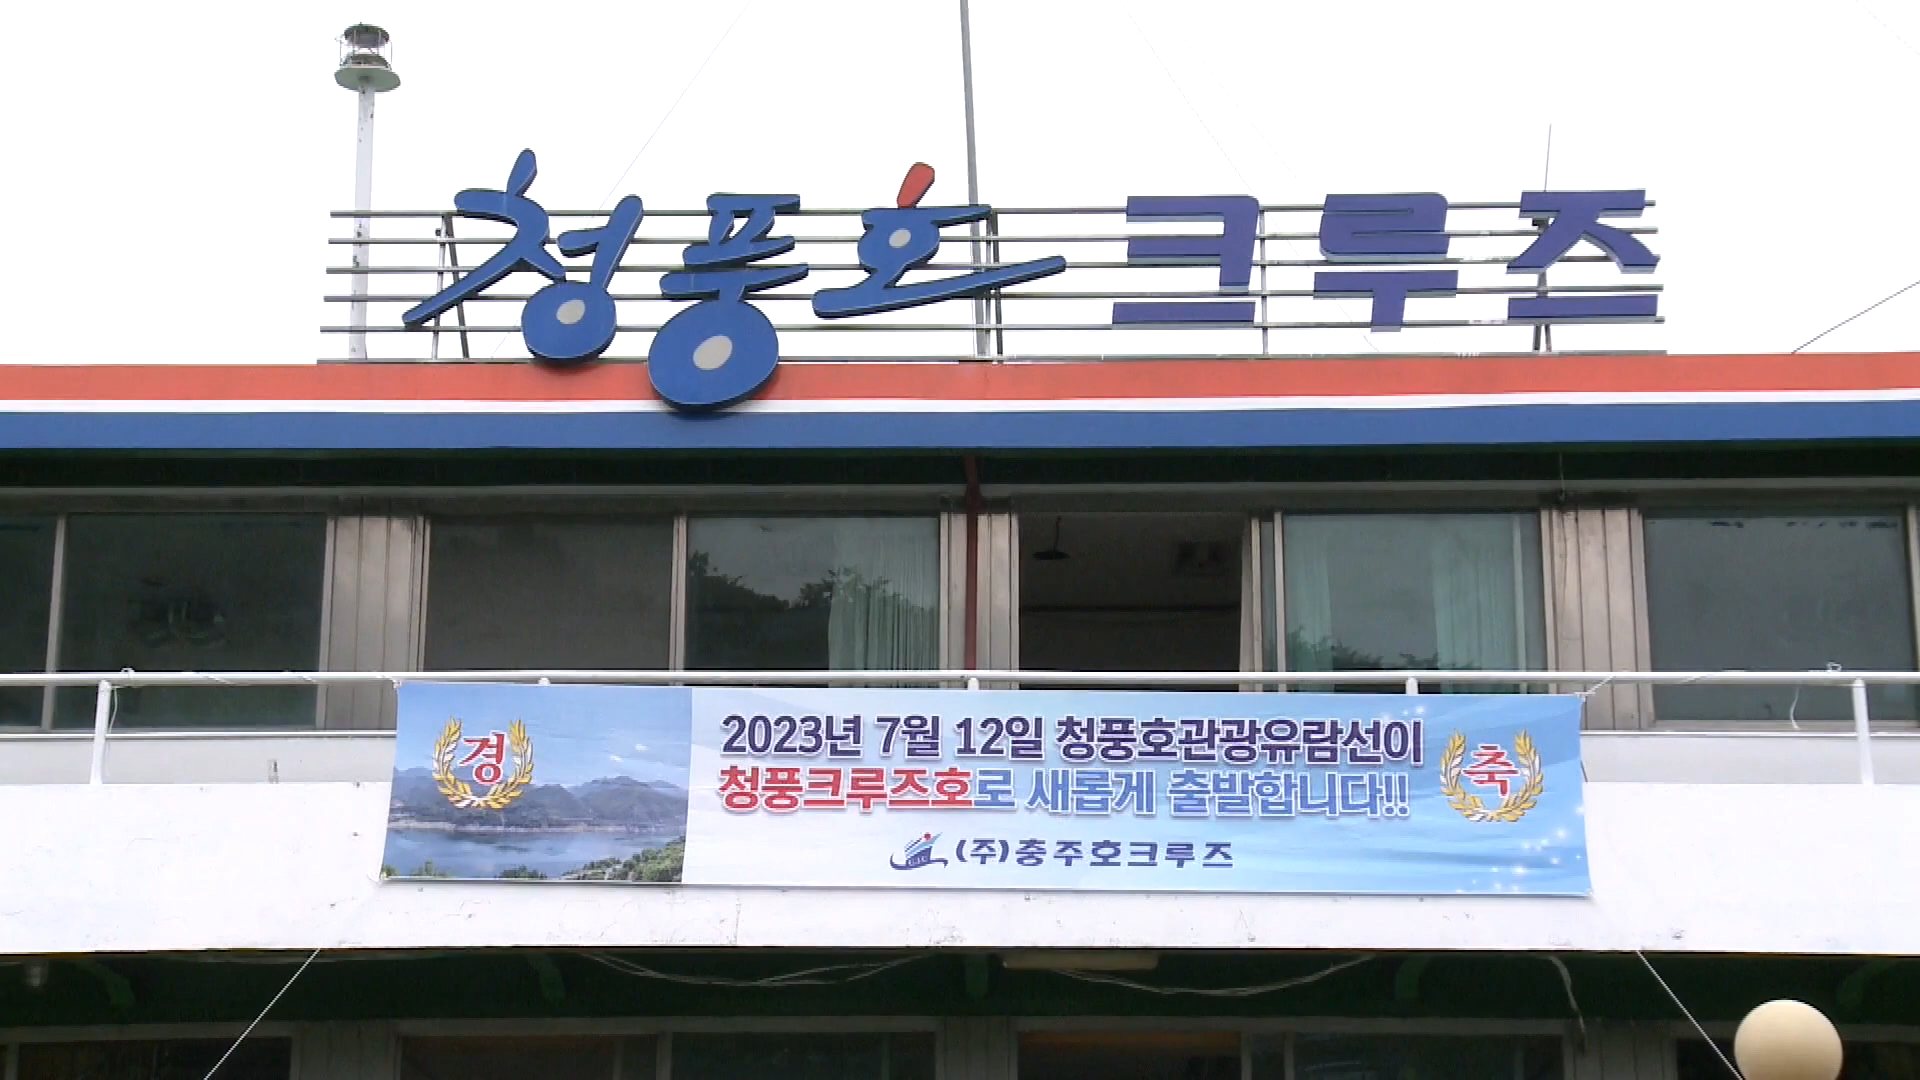 청풍호 크루즈
경
2023년 7월 12일 청풍호관광유람선이
청풍크루즈호로 새롭게 출발합니다!!
축
(주)충주호크루즈